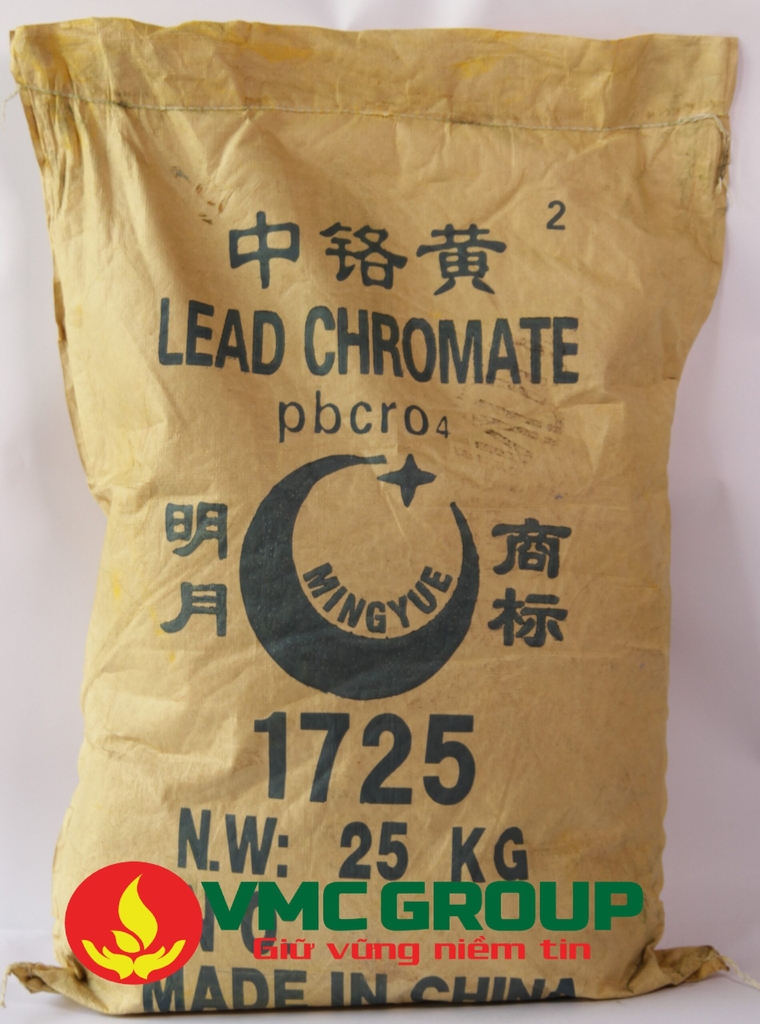 2
中铬黄
LEAD CHROMATE
pbcro4
明月
商标
MINGYUE
1725
N.W: 25 KG
VMC GROUP
Giữ vững niềm tin
MADE IN CHINA